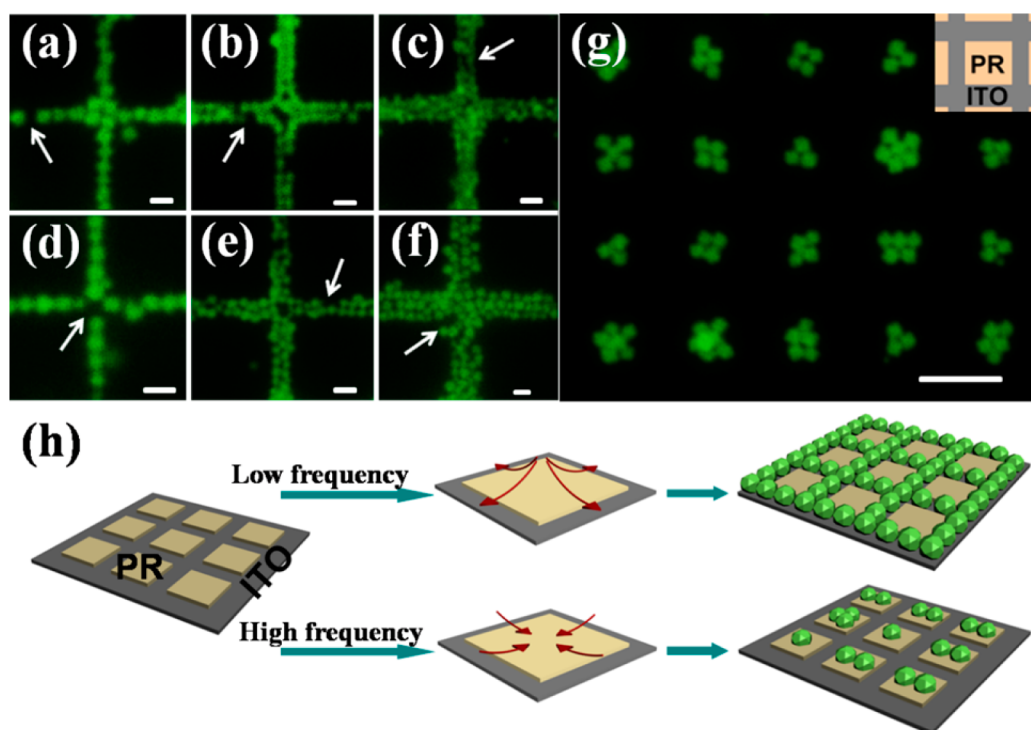 (a)
(b)
(c)
(g)
PR
ITO
(d)
(e)
(f)
(h)
Low frequency
PR
ITO
High frequency